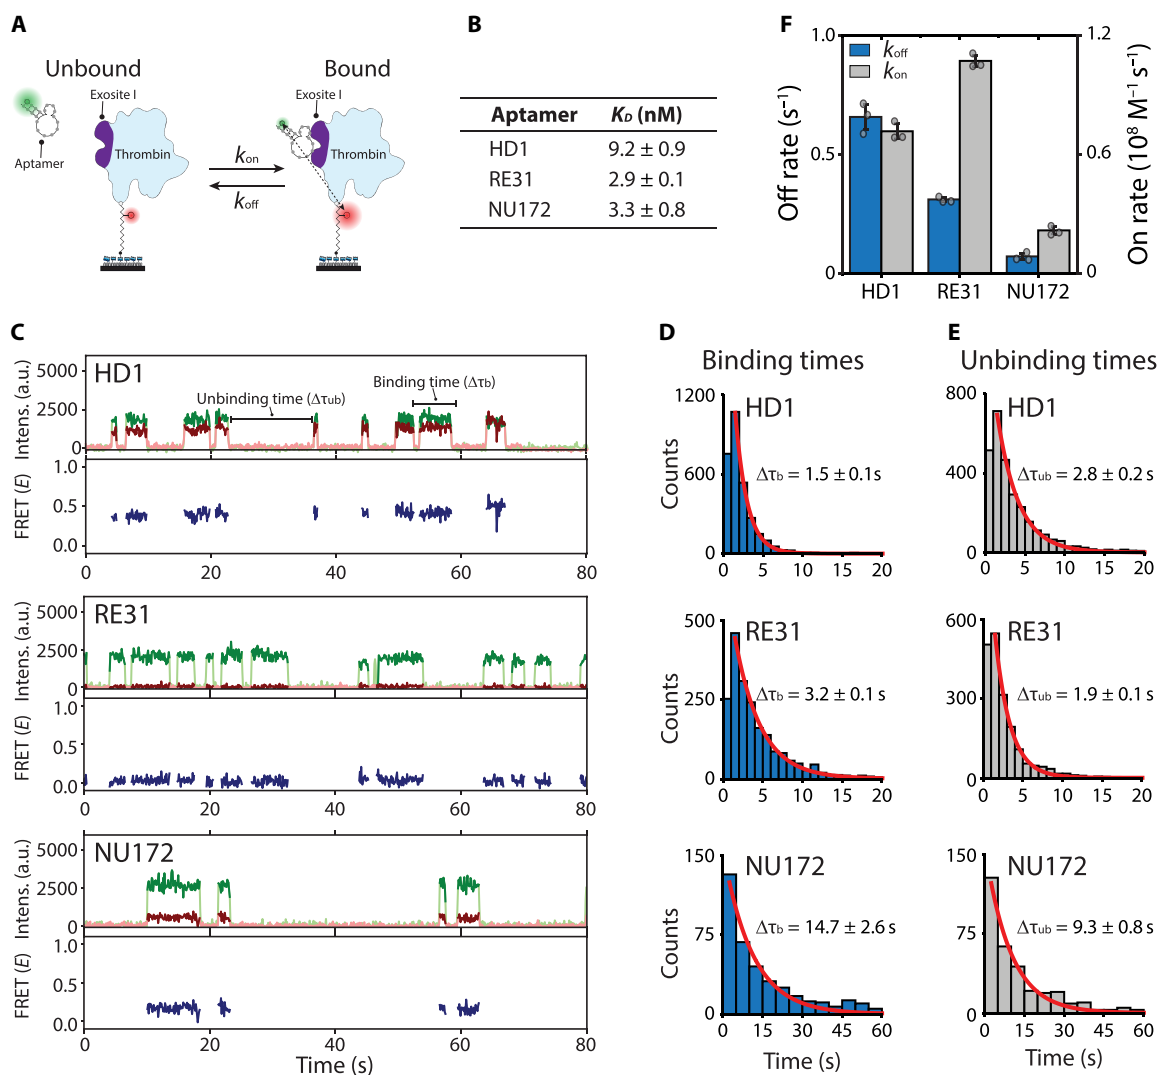 A
Unbound
Bound
Exosite I
Exosite I
Thrombin
Thrombin
Aptamer
kon
koff
B
Aptamer KD (nM)
HD1 9.2 ± 0.9
RE31 2.9 ± 0.1
NU172 3.3 ± 0.8
F
koff
kon
Off rate (s⁻¹)
1.0
0.5
0
On rate (10⁸ M⁻¹ s⁻¹)
1.2
0.6
0
HD1 RE31 NU172
C
HD1
Intens. (a.u.)
5000
2500
0
Unbinding time (Δτub)
Binding time (Δτb)
FRET (E)
1.0
0.5
0.0
0 20 40 60 80
RE31
Intens. (a.u.)
5000
2500
0
FRET (E)
1.0
0.5
0.0
0 20 40 60 80
NU172
Intens. (a.u.)
5000
2500
0
FRET (E)
1.0
0.5
0.0
0 20 40 60 80
Time (s)
D
Binding times
HD1
Counts
1200
600
0
Δτb = 1.5 ± 0.1 s
0 5 10 15 20
RE31
Counts
500
250
0
Δτb = 3.2 ± 0.1 s
0 5 10 15 20
NU172
Counts
150
75
0
Δτb = 14.7 ± 2.6 s
0 15 30 45 60
Time (s)
E
Unbinding times
HD1
800
400
0
Δτub = 2.8 ± 0.2 s
0 5 10 15 20
RE31
600
300
0
Δτub = 1.9 ± 0.1 s
0 5 10 15 20
NU172
150
75
0
Δτub = 9.3 ± 0.8 s
0 15 30 45 60
Time (s)